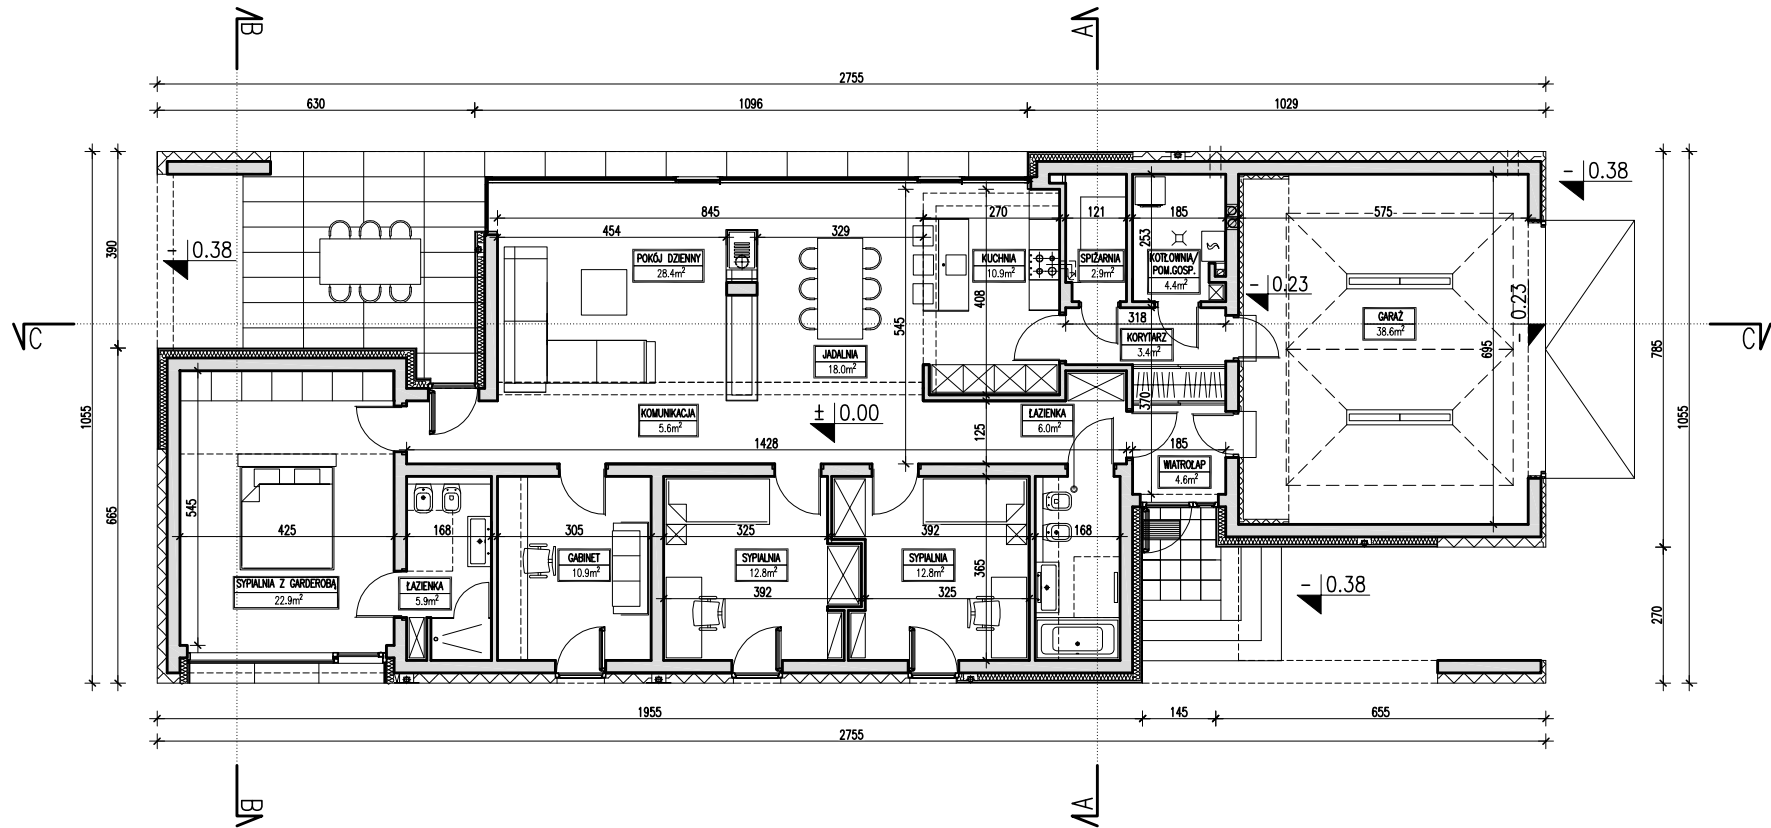 B
A
2755
630
1096
1029
- 0.38
845
270
121
185
575
454
329
390
- 0.38
POKÓJ DZIENNY
28.4m²
KUCHNIA
10.9m²
SPIŻARNIA
2.9m²
253
KOTŁOWNIA/
POM.GOSP.
4.4m²
- 0.23
- 0.23
408
545
318
GARAŻ
38.6m²
C
C
JADALNIA
18.0m²
KORYTARZ
3.4m²
695
785
1055
1055
KOMUNIKACJA
5.6m²
± 0.00
ŁAZIENKA
6.0m²
370
125
1428
185
WIATROŁAP
4.6m²
545
665
425
168
305
325
392
168
GABINET
10.9m²
SYPIALNIA
12.8m²
SYPIALNIA
12.8m²
365
SYPIALNIA Z GARDEROBĄ
22.9m²
ŁAZIENKA
5.9m²
392
325
- 0.38
270
1955
145
655
2755
B
A